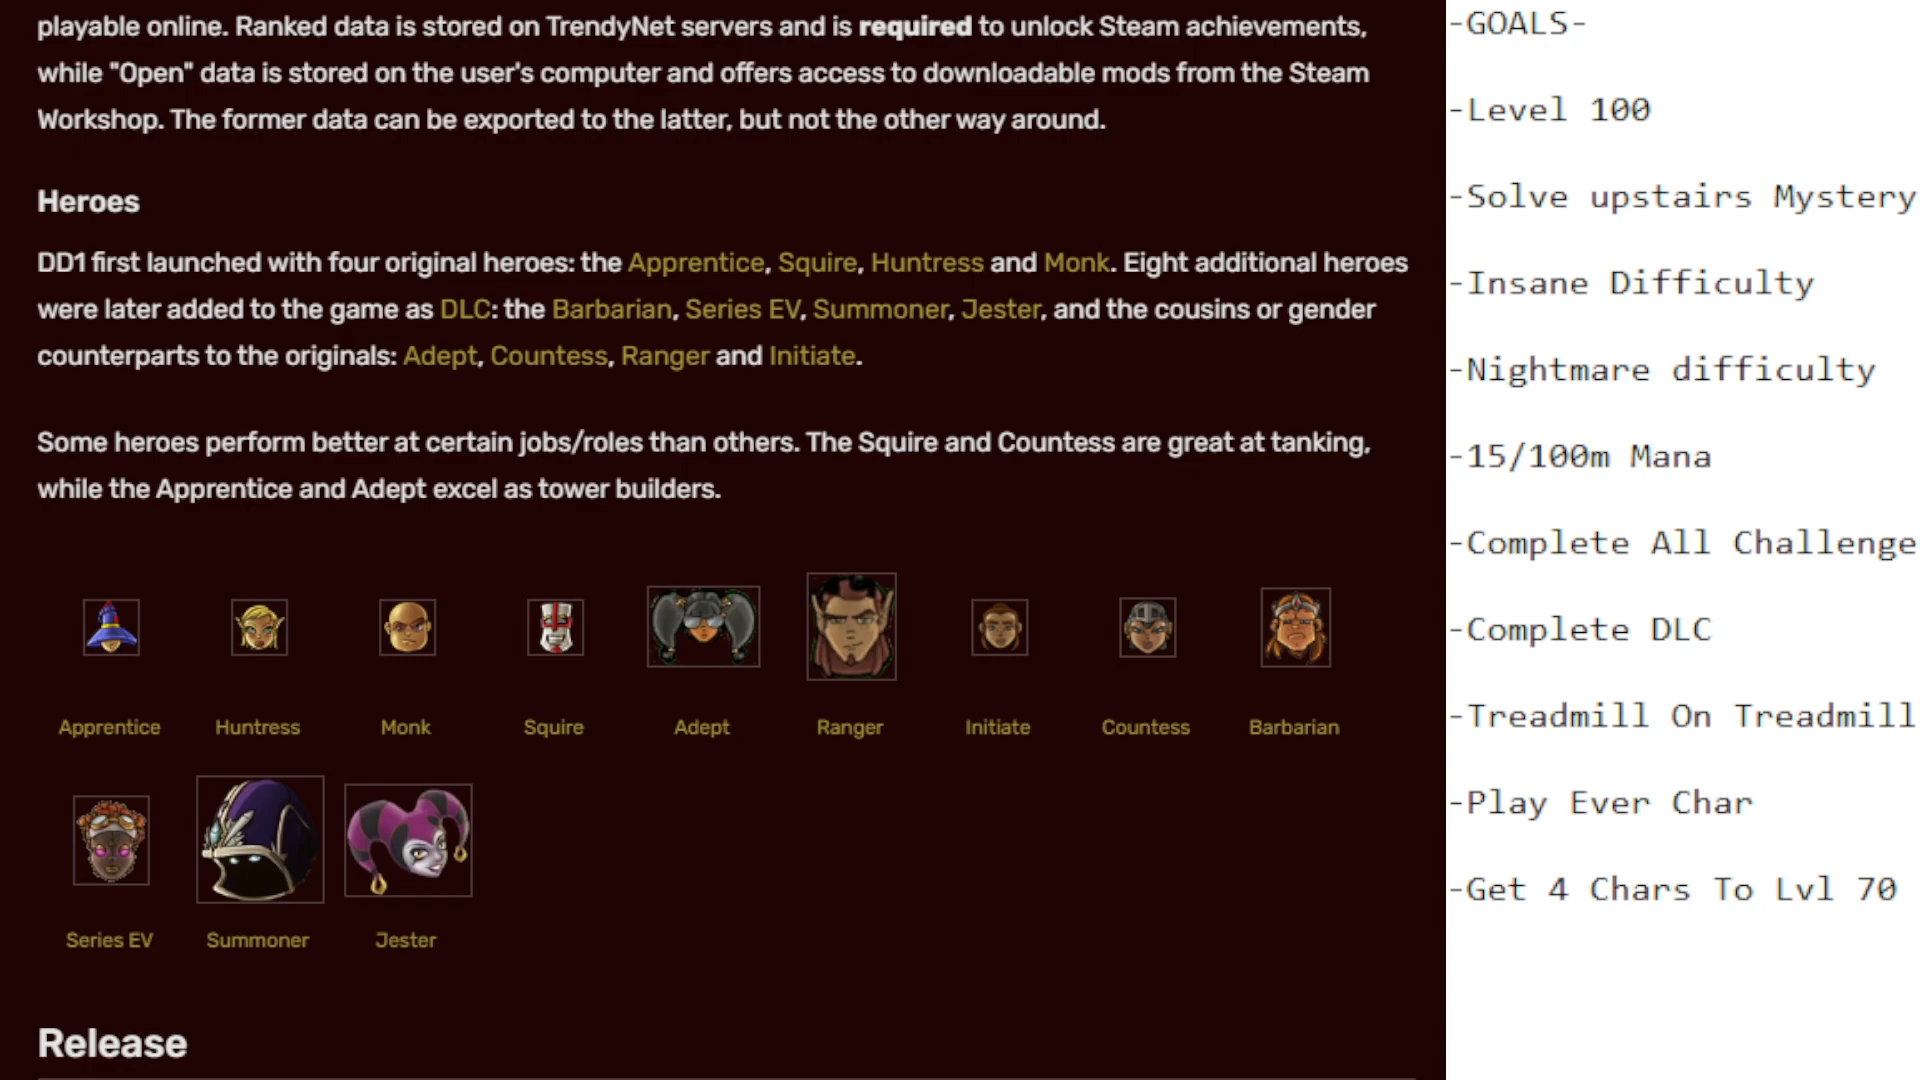 playable online. Ranked data is stored on TrendyNet servers and is required to unlock Steam achievements,
while "Open" data is stored on the user's computer and offers access to downloadable mods from the Steam
Workshop. The former data can be exported to the latter, but not the other way around.
Heroes
DD1 first launched with four original heroes: the Apprentice, Squire, Huntress and Monk. Eight additional heroes
were later added to the game as DLC: the Barbarian, Series EV, Summoner, Jester, and the cousins or gender
counterparts to the originals: Adept, Countess, Ranger and Initiate.
Some heroes perform better at certain jobs/roles than others. The Squire and Countess are great at tanking,
while the Apprentice and Adept excel as tower builders.
Apprentice Huntress Monk Squire Adept Ranger Initiate Countess Barbarian
Series EV Summoner Jester
Release
-GOALS-
-Level 100
-Solve upstairs Mystery
-Insane Difficulty
-Nightmare difficulty
-15/100m Mana
-Complete All Challenge
-Complete DLC
-Treadmill On Treadmill
-Play Ever Char
-Get 4 Chars To Lvl 70